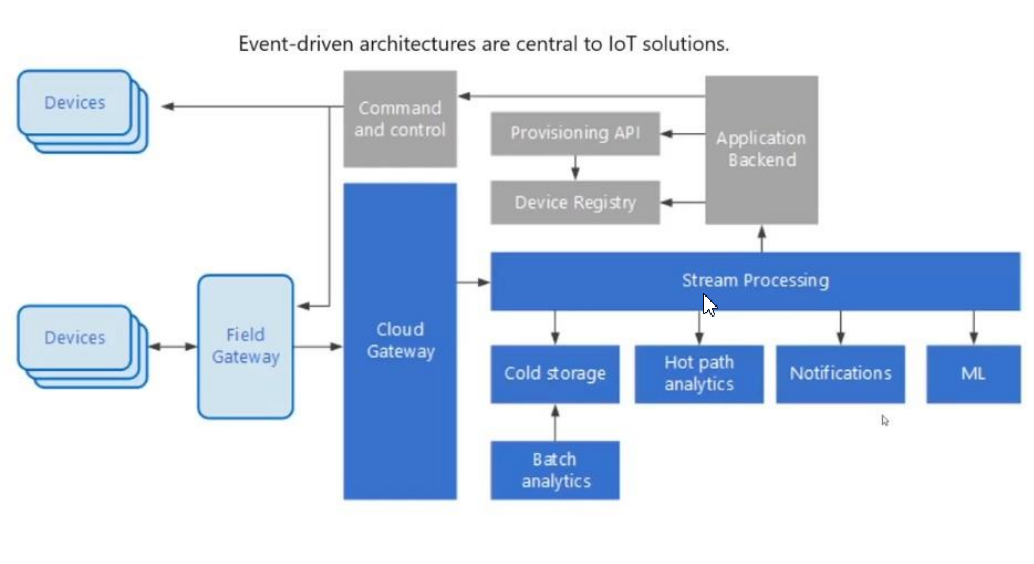 Event-driven architectures are central to IoT solutions.
Devices
Command
and control
Provisioning API
Application
Backend
Device Registry
Stream Processing
Devices
Field
Gateway
Cloud
Gateway
Cold storage
Hot path
analytics
Notifications
ML
Batch
analytics